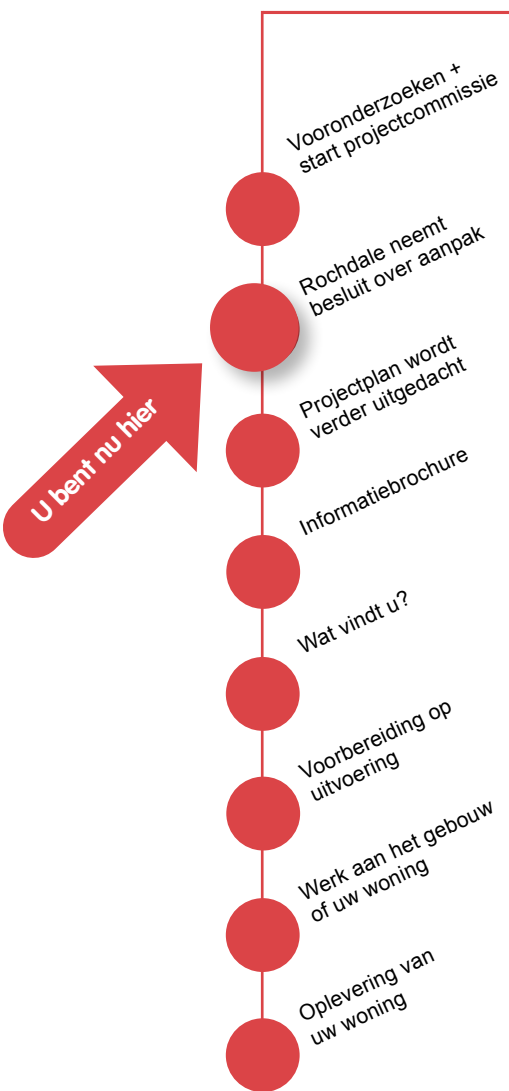 Vooronderzoeken +
start projectcommissie
Rochdale neemt
besluit over aanpak
Projectplan wordt
verder uitgedacht
U bent nu hier
Informatiebrochure
Wat vindt u?
Voorbereiding op
uitvoering
Werk aan het gebouw
of uw woning
Oplevering van
uw woning